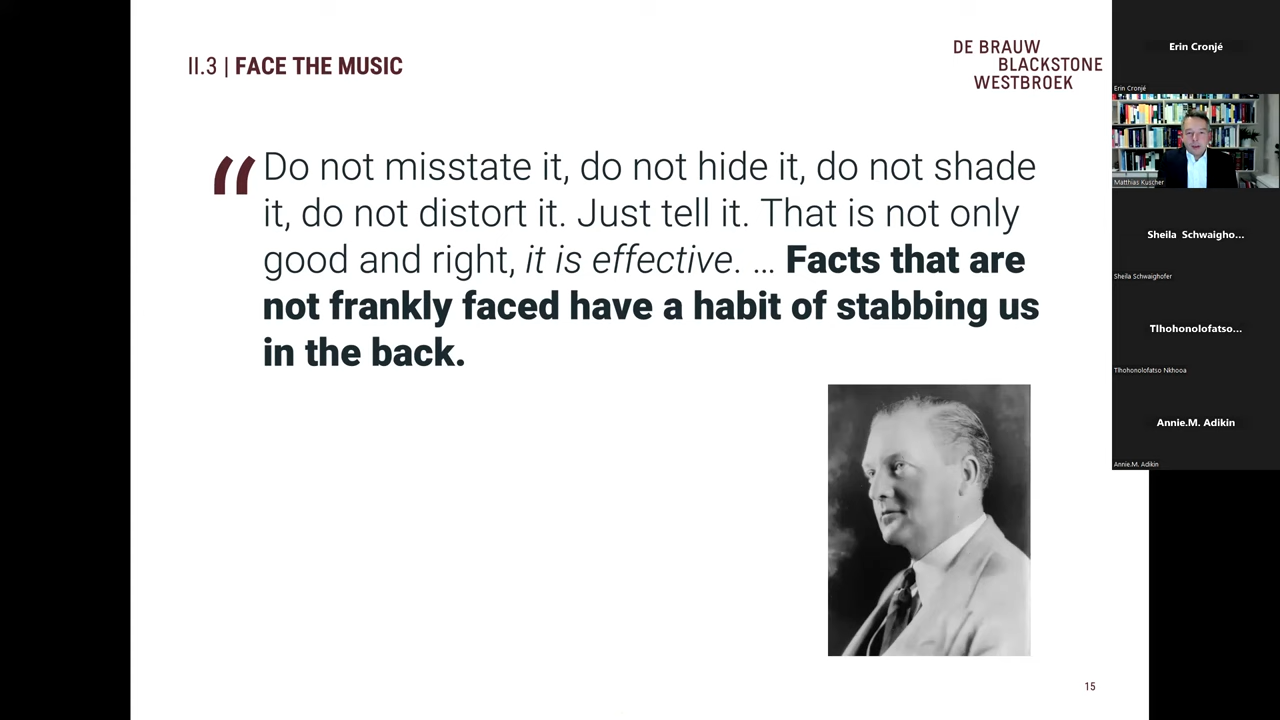 II.3 | FACE THE MUSIC
DE BRAUW
BLACKSTONE
WESTBROEK
“ Do not misstate it, do not hide it, do not shade
it, do not distort it. Just tell it. That is not only
good and right, it is effective. ... Facts that are
not frankly faced have a habit of stabbing us
in the back.
15
Erin Cronjé
Erin Cronjé
Matthias Kuscher
Sheila Schwaigho...
Sheila Schwaighofer
Tlhohonolofatso...
Tlhohonolofatso Nkhooa
Annie.M. Adikin
Annie.M. Adikin